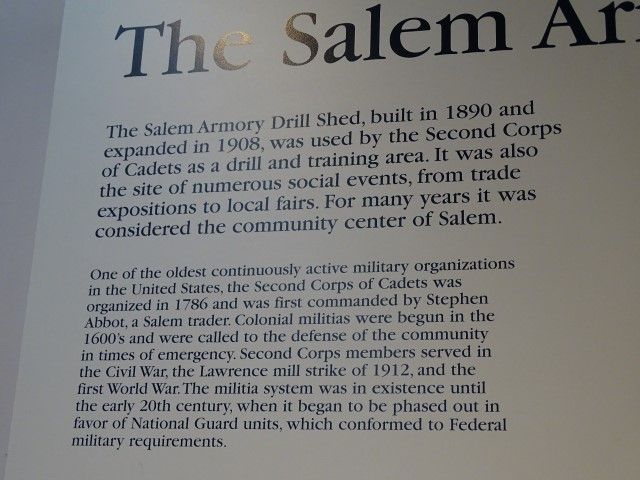 The Salem Ar
The Salem Armory Drill Shed, built in 1890 and
expanded in 1908, was used by the Second Corps
of Cadets as a drill and training area. It was also
the site of numerous social events, from trade
expositions to local fairs. For many years it was
considered the community center of Salem.
One of the oldest continuously active military organizations
in the United States, the Second Corps of Cadets was
organized in 1786 and was first commanded by Stephen
Abbot, a Salem trader. Colonial militias were begun in the
1600's and were called to the defense of the community
in times of emergency. Second Corps members served in
the Civil War, the Lawrence mill strike of 1912, and the
first World War. The militia system was in existence until
the early 20th century, when it began to be phased out in
favor of National Guard units, which conformed to Federal
military requirements.